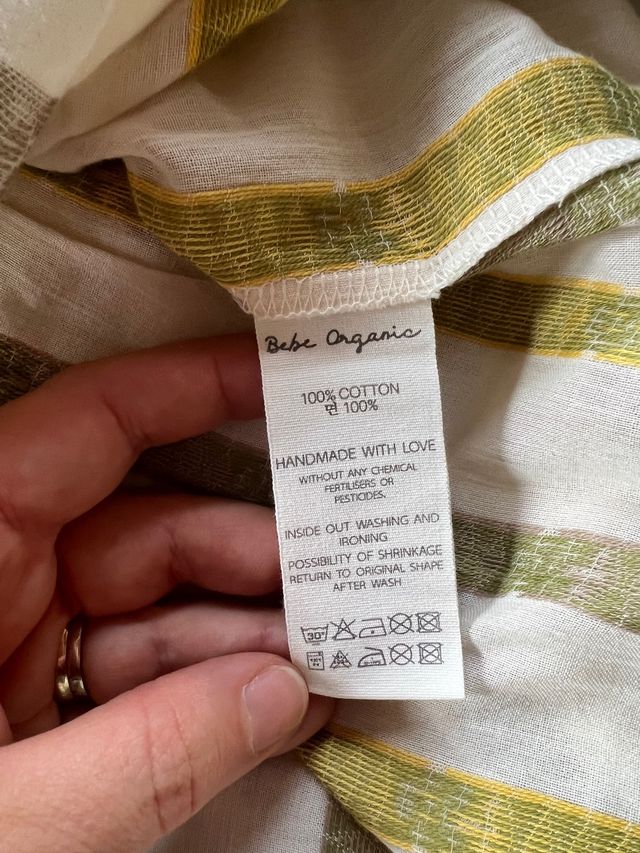 Bebe Organic
100% COTTON
면 100%
HANDMADE WITH LOVE
WITHOUT ANY CHEMICAL
FERTILISERS OR
PESTICIDES.
INSIDE OUT WASHING AND
IRONING
POSSIBILITY OF SHRINKAGE
RETURN TO ORIGINAL SHAPE
AFTER WASH
30°